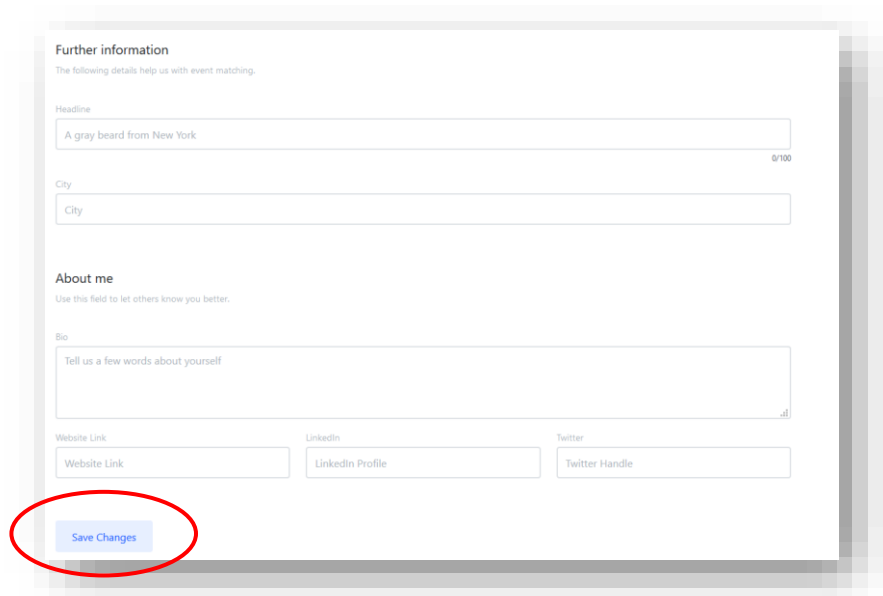 Further information
The following details help us with event matching.
Headline
A gray beard from New York
0/100
City
City
About me
Use this field to let others know you better.
Bio
Tell us a few words about yourself
Website Link LinkedIn Twitter
Website Link LinkedIn Profile Twitter Handle
Save Changes